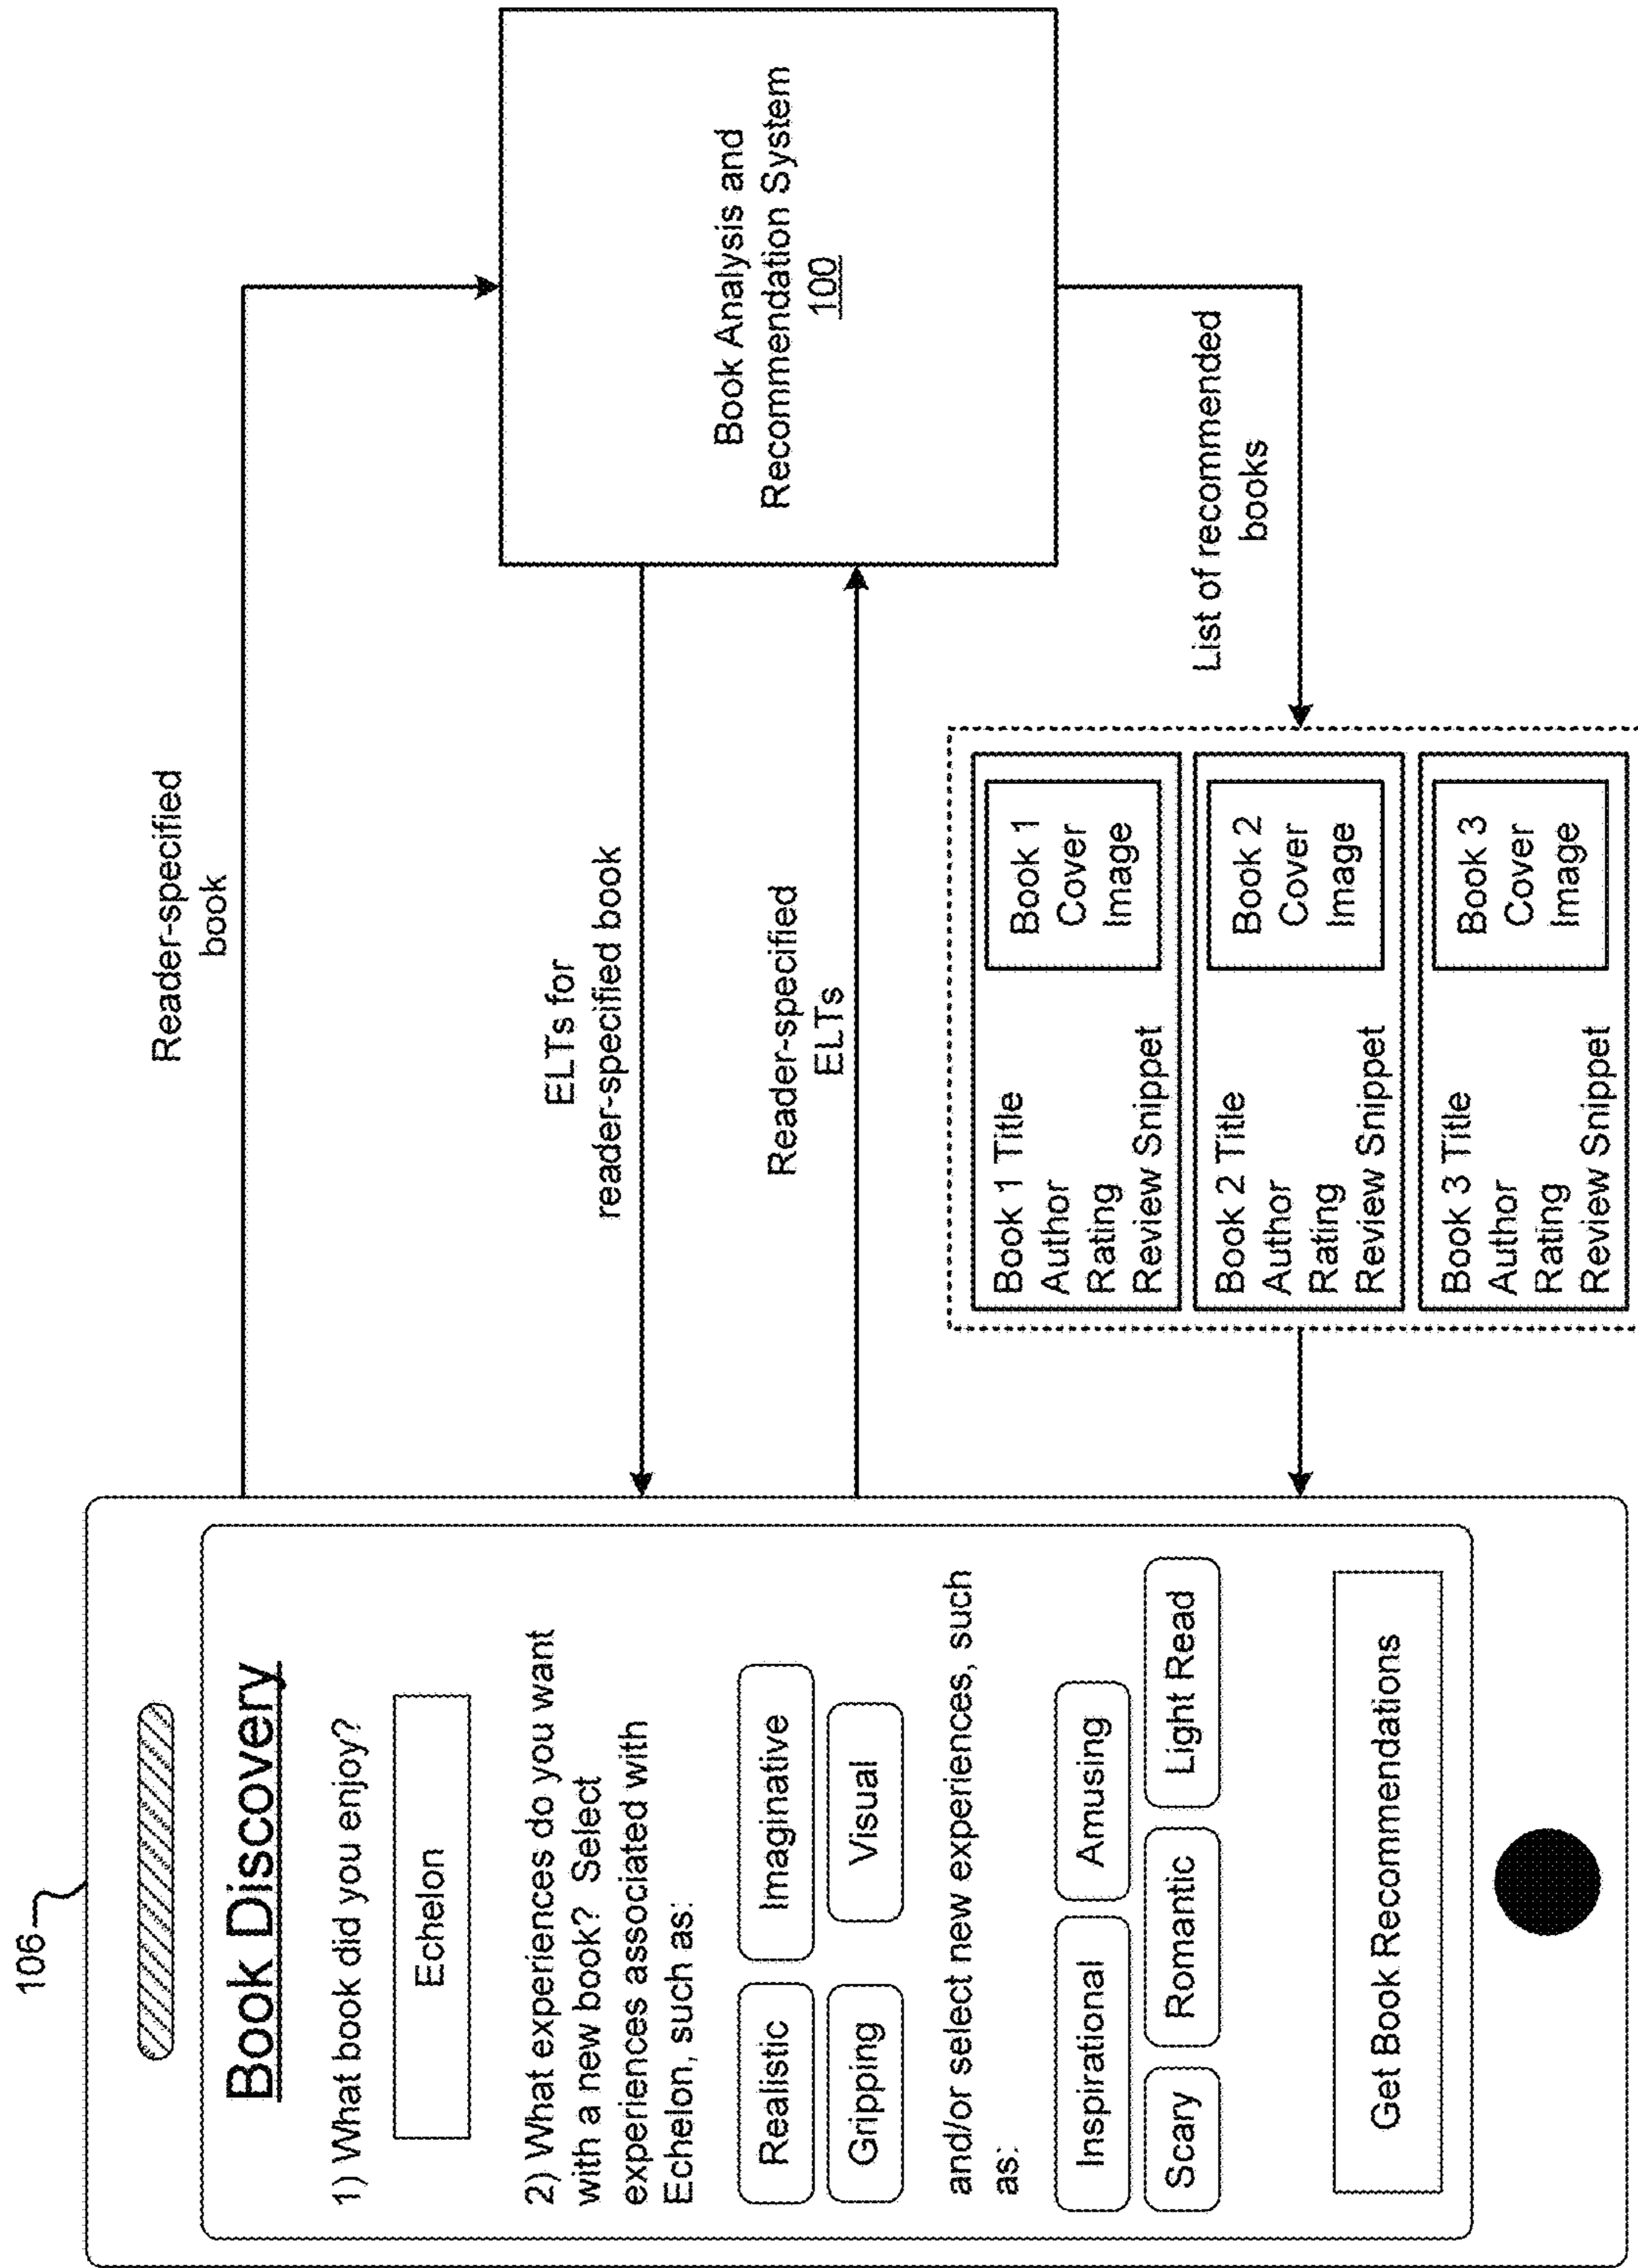 106
Book Discovery
1) What book did you enjoy?
Echelon
2) What experiences do you want
with a new book? Select
experiences associated with
Echelon, such as:
Realistic
Imaginative
Gripping
Visual
and/or select new experiences, such
as:
Inspirational
Amusing
Scary
Romantic
Light Read
Get Book Recommendations
Reader-specified
book
ELTs for
reader-specified book
Reader-specified
ELTs
Book Analysis and
Recommendation System
100
List of recommended
books
Book 1 Title
Author
Rating
Review Snippet
Book 1
Cover
Image
Book 2 Title
Author
Rating
Review Snippet
Book 2
Cover
Image
Book 3 Title
Author
Rating
Review Snippet
Book 3
Cover
Image